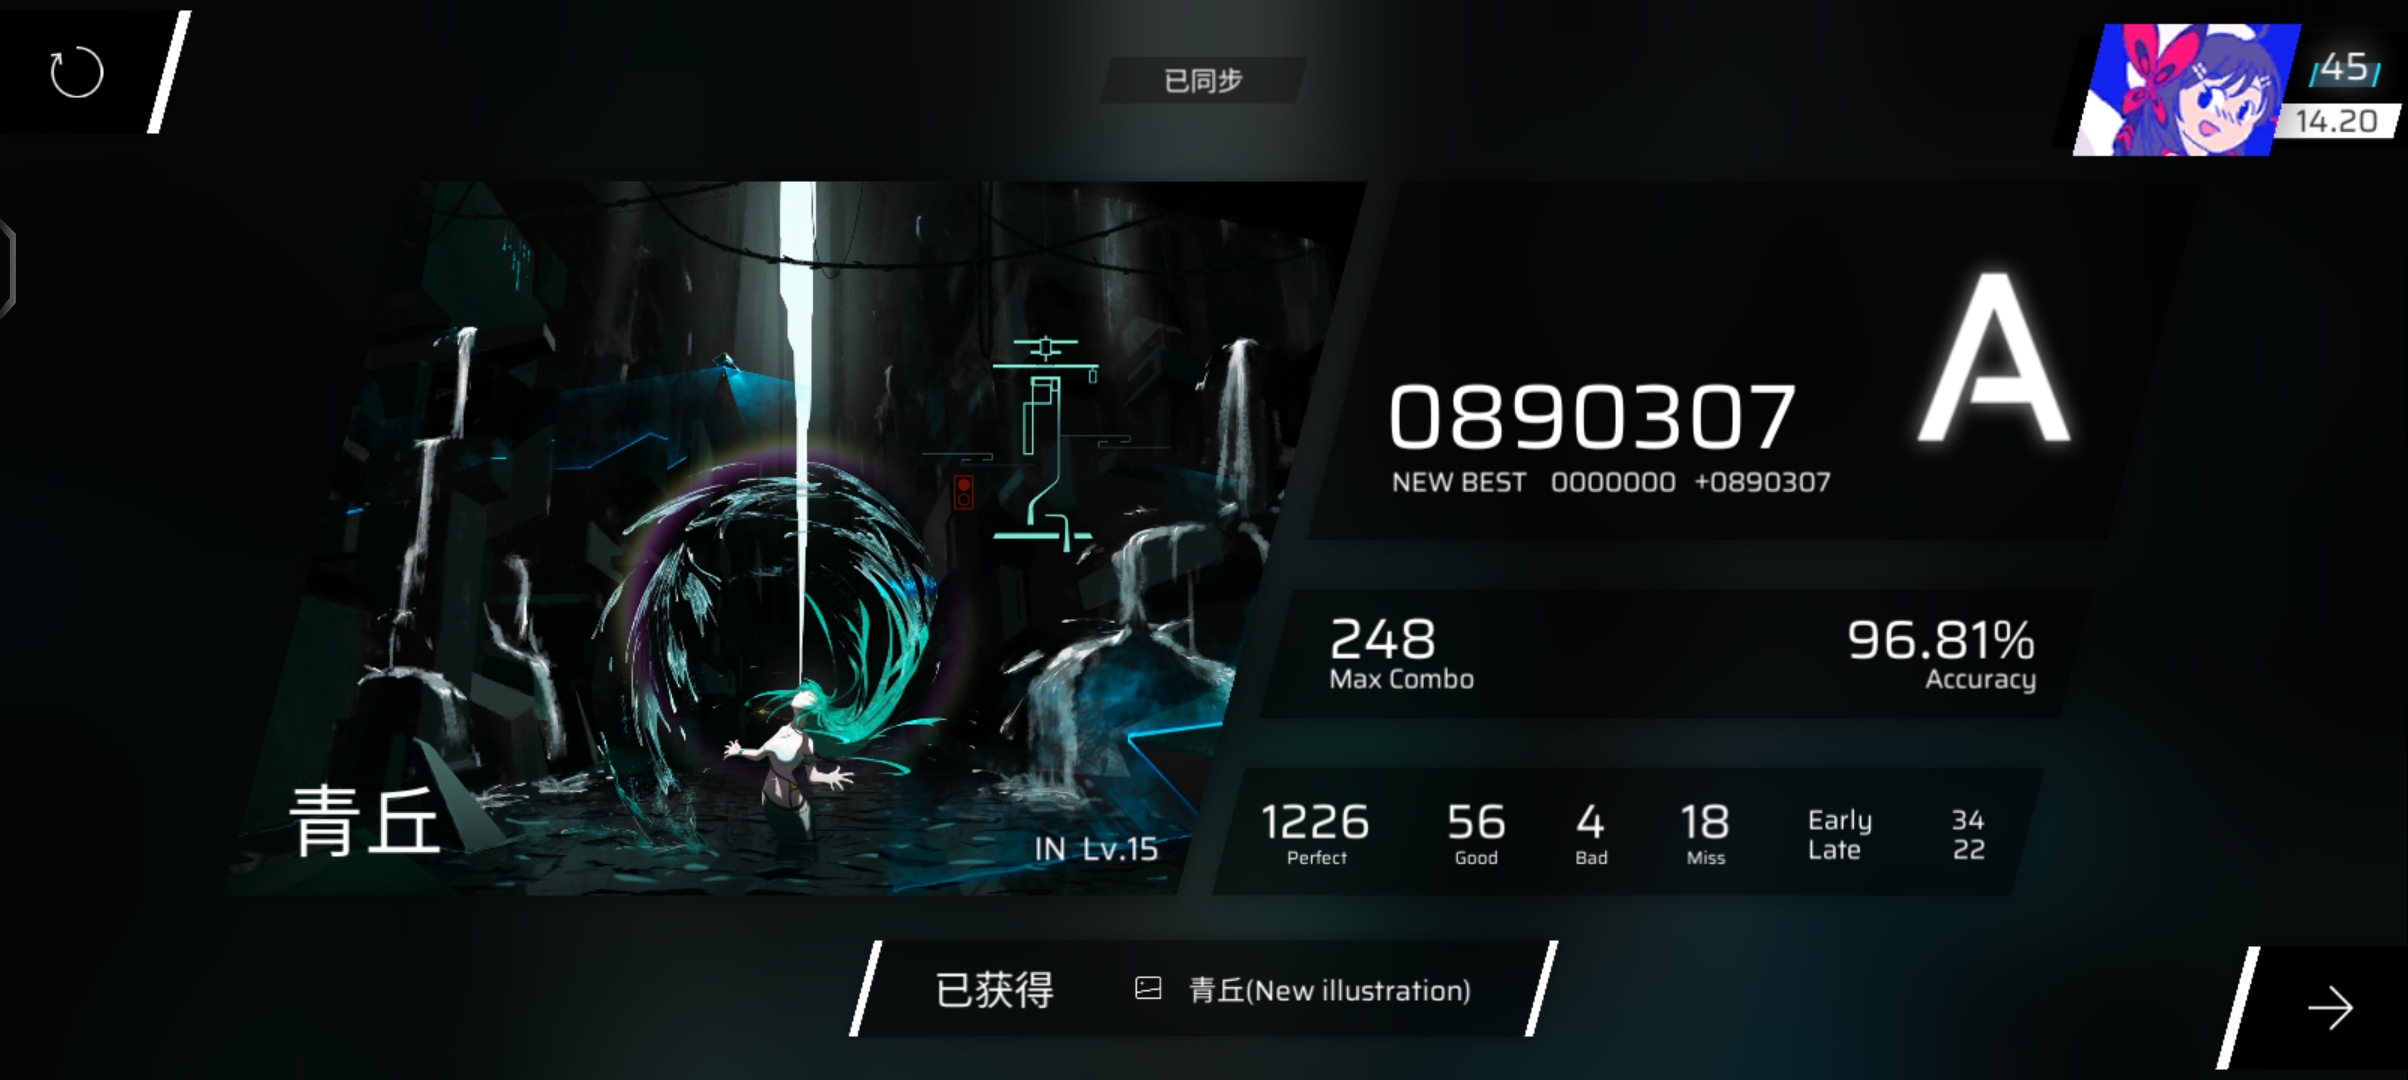 已同步
45
14.20
A
0890307
NEW BEST 0000000 +0890307
248
Max Combo
96.81%
Accuracy
青丘
IN Lv.15
1226
Perfect
56
Good
4
Bad
18
Miss
Early 34
Late 22
已获得 青丘(New illustration)